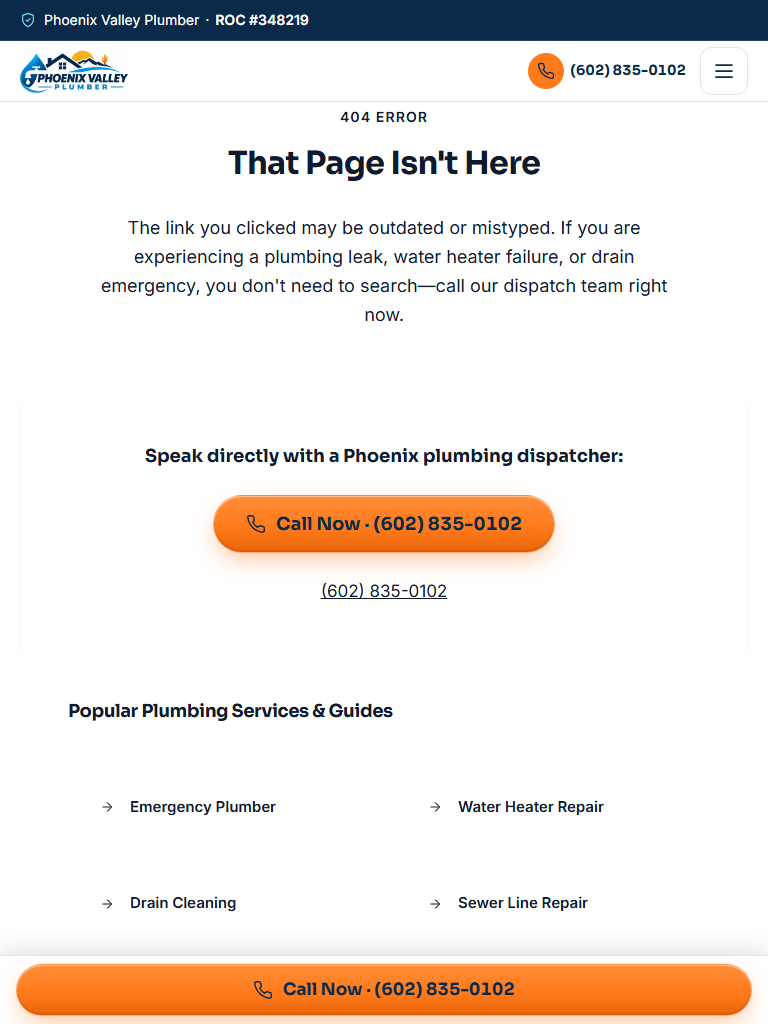 Phoenix Valley Plumber · ROC #348219
PHOENIX VALLEY
PLUMBER
(602) 835-0102
404 ERROR
That Page Isn't Here
The link you clicked may be outdated or mistyped. If you are
experiencing a plumbing leak, water heater failure, or drain
emergency, you don't need to search—call our dispatch team right
now.
Speak directly with a Phoenix plumbing dispatcher:
Call Now · (602) 835-0102
(602) 835-0102
Popular Plumbing Services & Guides
→ Emergency Plumber
→ Water Heater Repair
→ Drain Cleaning
→ Sewer Line Repair
Call Now · (602) 835-0102